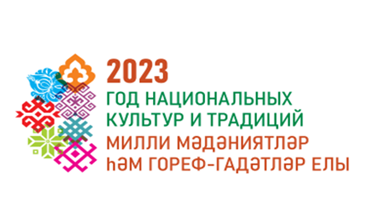 2023
ГОД НАЦИОНАЛЬНЫХ
КУЛЬТУР И ТРАДИЦИЙ
МИЛЛИ МӘДӘНИЯТЛӘР
ҺӘМ ГОРЕФ-ГАДӘТЛӘР ЕЛЫ